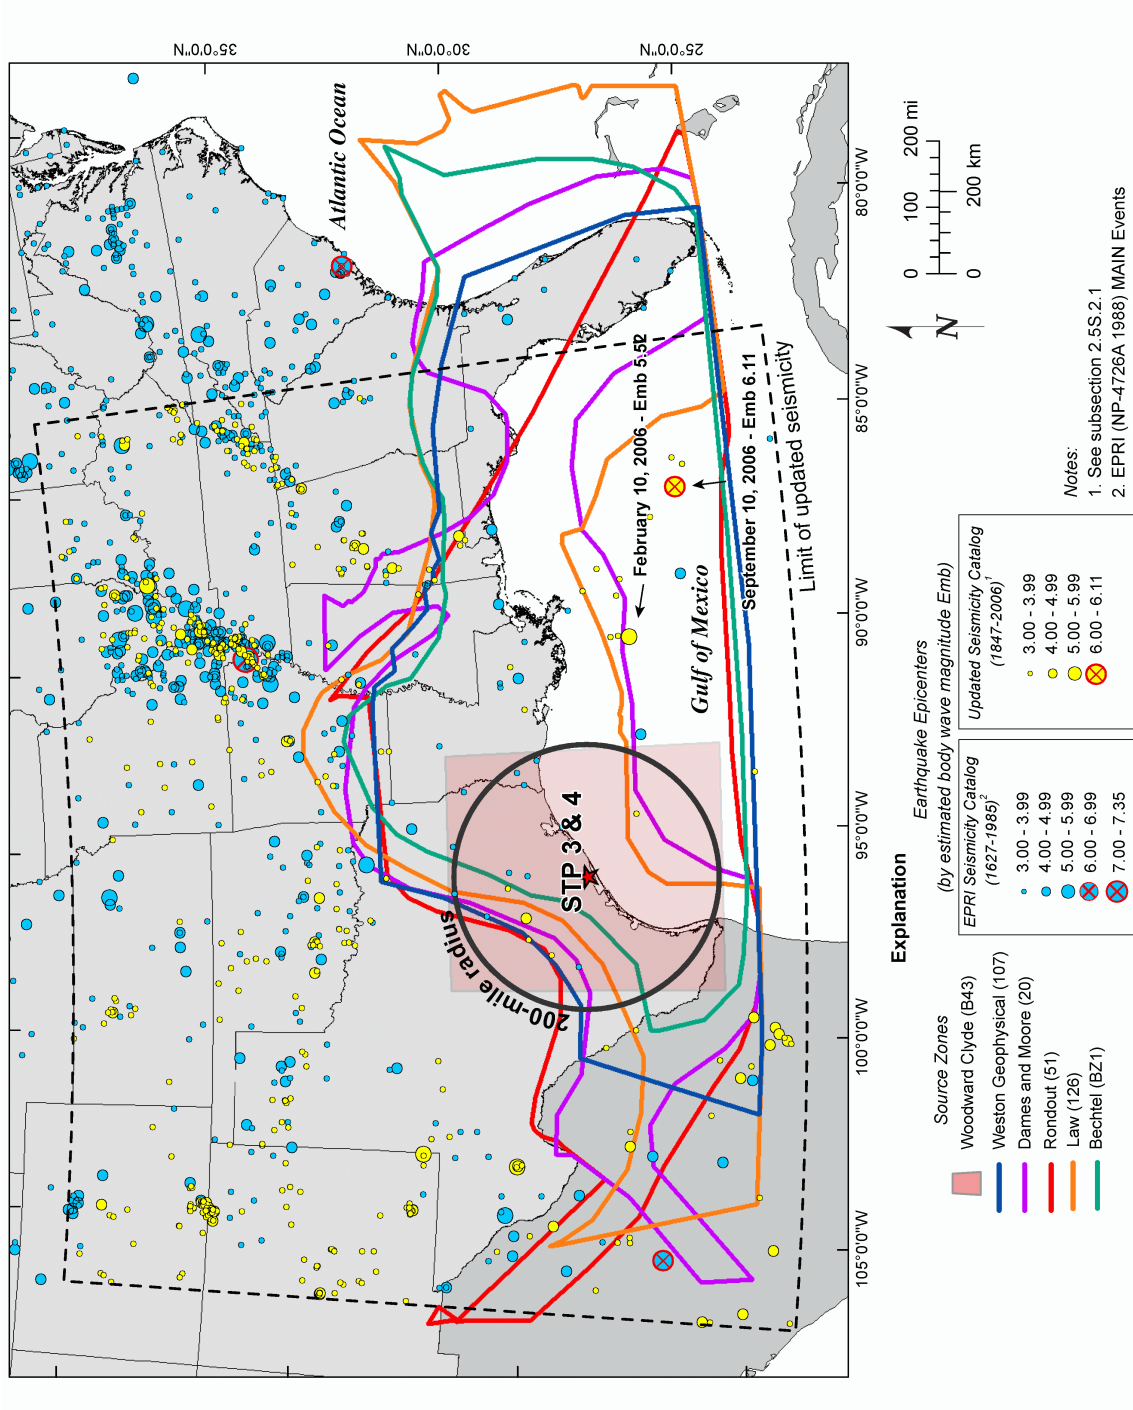 35°0'0"N
30°0'0"N
25°0'0"N
Atlantic Ocean
80°0'0"W
85°0'0"W
90°0'0"W
95°0'0"W
100°0'0"W
105°0'0"W
February 10, 2006 - Emb 5.52
September 10, 2006 - Emb 6.11
Limit of updated seismicity
Gulf of Mexico
STP 3 & 4
200-mile radius
0 100 200 mi
0 200 km
N
Explanation
Source Zones
Woodward Clyde (B43)
Weston Geophysical (107)
Dames and Moore (20)
Rondout (51)
Law (126)
Bechtel (BZ1)
Earthquake Epicenters
(by estimated body wave magnitude Emb)
EPRI Seismicity Catalog
(1627-1985)²
3.00 - 3.99
4.00 - 4.99
5.00 - 5.99
6.00 - 6.99
7.00 - 7.35
Updated Seismicity Catalog
(1847-2006)¹
3.00 - 3.99
4.00 - 4.99
5.00 - 5.99
6.00 - 6.11
Notes:
1. See subsection 2.5S.2.1
2. EPRI (NP-4726A 1988) MAIN Events